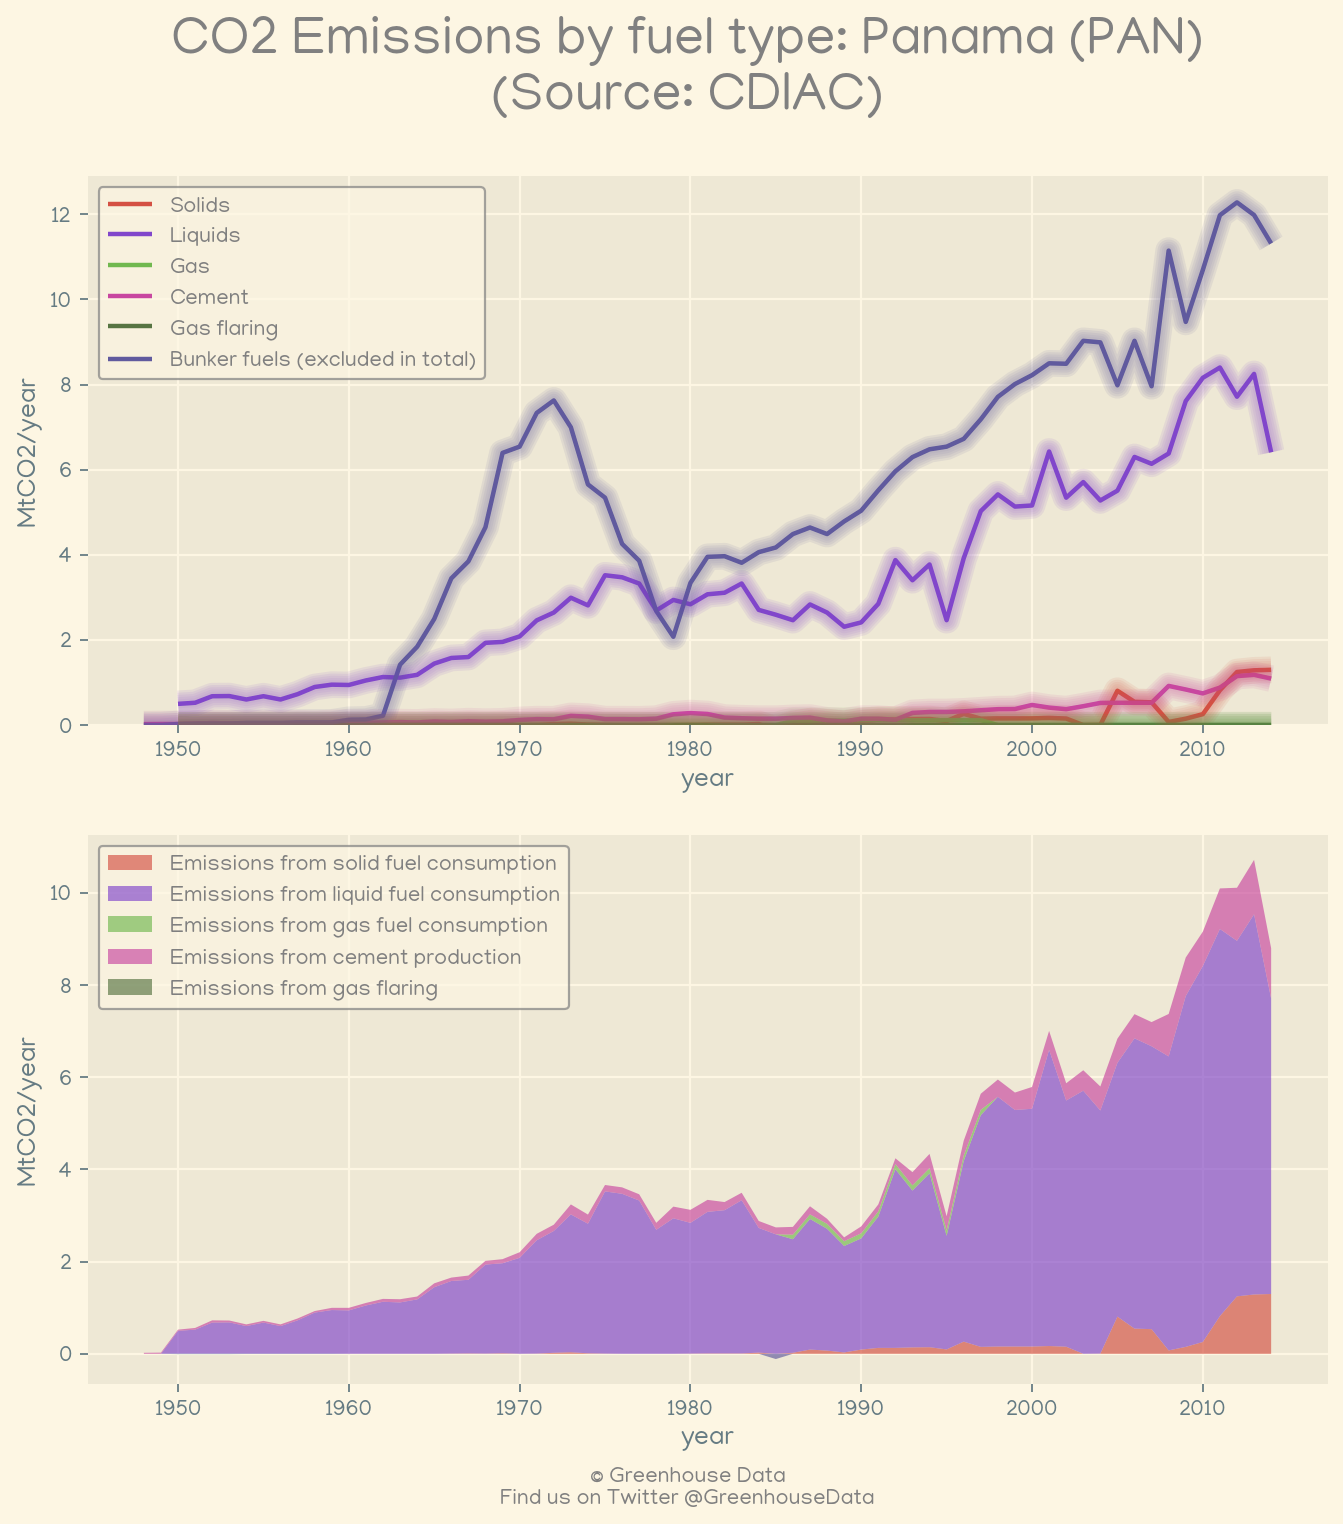 CO2 Emissions by fuel type: Panama (PAN)
(Source: CDIAC)
Solids
Liquids
Gas
Cement
Gas flaring
Bunker fuels (excluded in total)
MtCO2/year
12
10
8
6
4
2
0
1950 1960 1970 1980 1990 2000 2010
year
Emissions from solid fuel consumption
Emissions from liquid fuel consumption
Emissions from gas fuel consumption
Emissions from cement production
Emissions from gas flaring
MtCO2/year
10
8
6
4
2
0
1950 1960 1970 1980 1990 2000 2010
year
© Greenhouse Data
Find us on Twitter @GreenhouseData